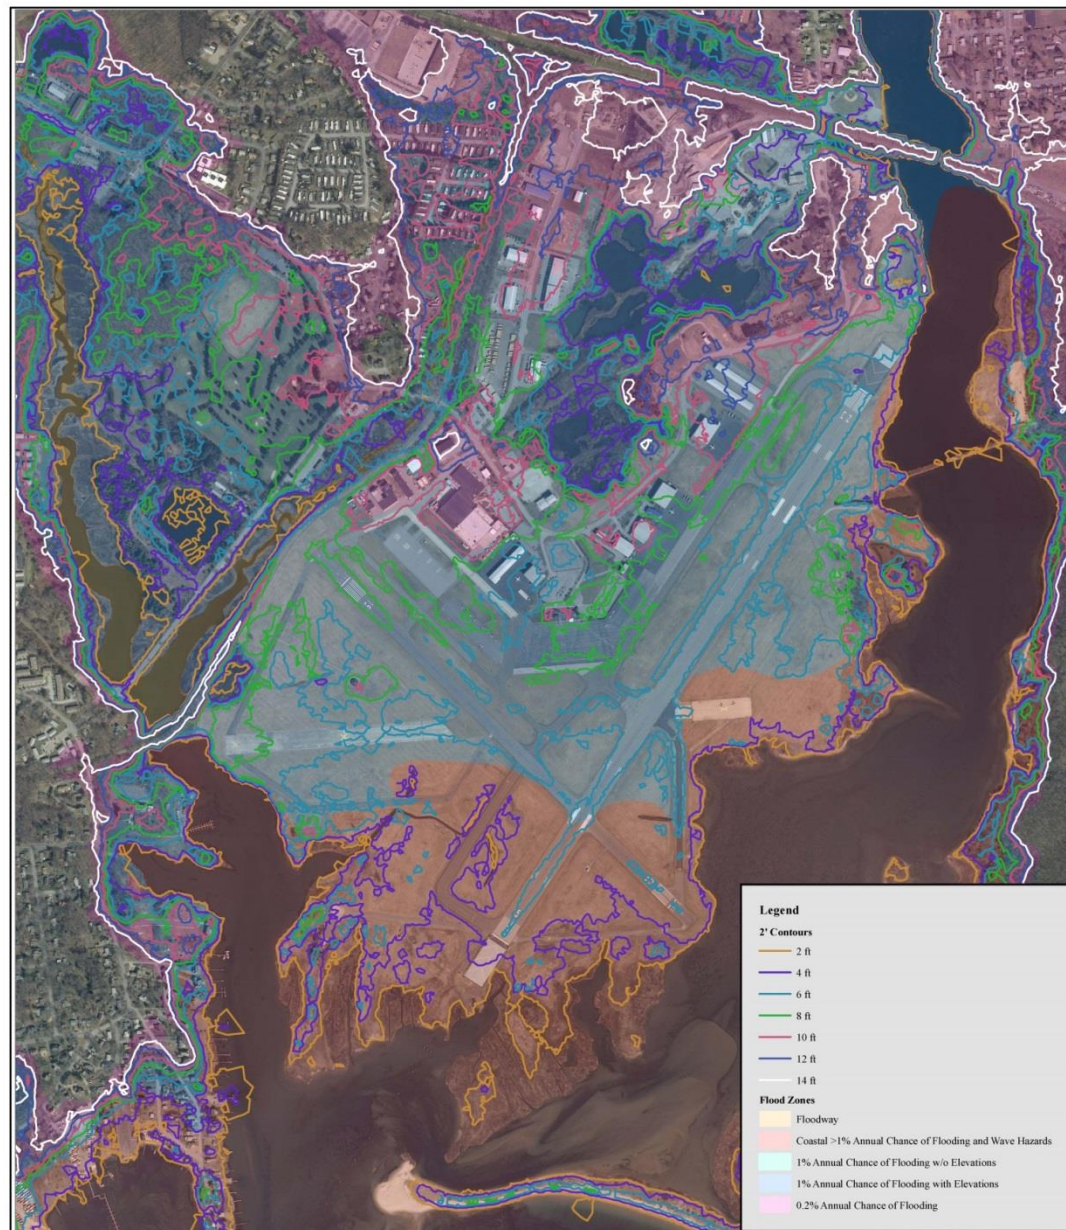 Legend
2' Contours
2 ft
4 ft
6 ft
8 ft
10 ft
12 ft
14 ft
Flood Zones
Floodway
Coastal >1% Annual Chance of Flooding and Wave Hazards
1% Annual Chance of Flooding w/o Elevations
1% Annual Chance of Flooding with Elevations
0.2% Annual Chance of Flooding